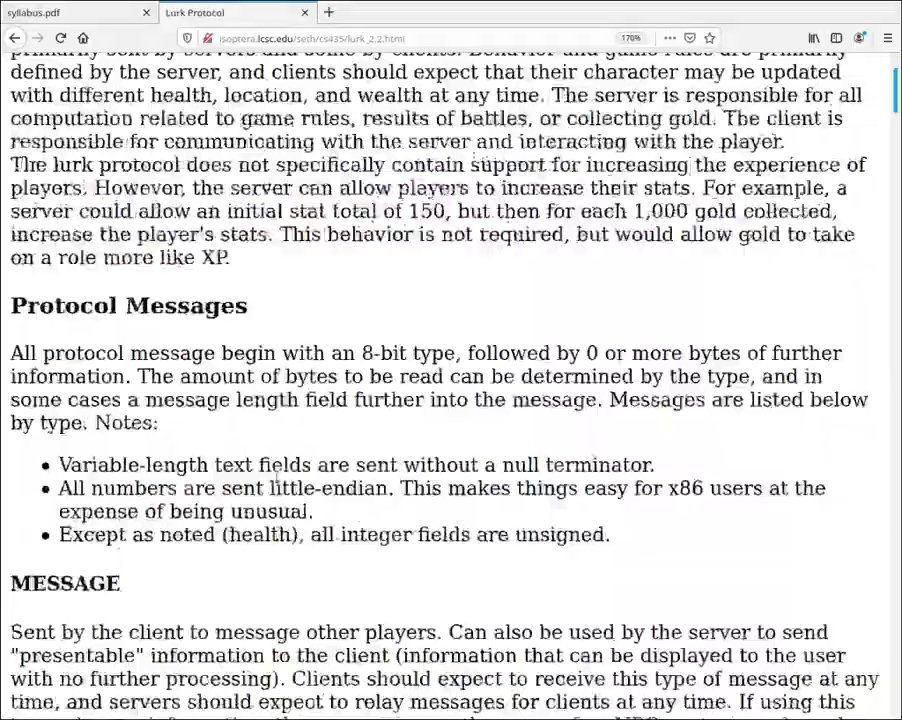 syllabus.pdf
Lurk Protocol
isoptera.lcsc.edu/seth/cs435/lurk_2.2.html
170%
primarily sent by servers and some by clients. Behavior and game rules are primarily
defined by the server, and clients should expect that their character may be updated
with different health, location, and wealth at any time. The server is responsible for all
computation related to game rules, results of battles, or collecting gold. The client is
responsible for communicating with the server and interacting with the player.
The lurk protocol does not specifically contain support for increasing the experience of
players. However, the server can allow players to increase their stats. For example, a
server could allow an initial stat total of 150, but then for each 1,000 gold collected,
increase the player's stats. This behavior is not required, but would allow gold to take
on a role more like XP.
Protocol Messages
All protocol message begin with an 8-bit type, followed by 0 or more bytes of further
information. The amount of bytes to be read can be determined by the type, and in
some cases a message length field further into the message. Messages are listed below
by type. Notes:
• Variable-length text fields are sent without a null terminator.
• All numbers are sent little-endian. This makes things easy for x86 users at the
expense of being unusual.
• Except as noted (health), all integer fields are unsigned.
MESSAGE
Sent by the client to message other players. Can also be used by the server to send
"presentable" information to the client (information that can be displayed to the user
with no further processing). Clients should expect to receive this type of message at any
time, and servers should expect to relay messages for clients at any time. If using this